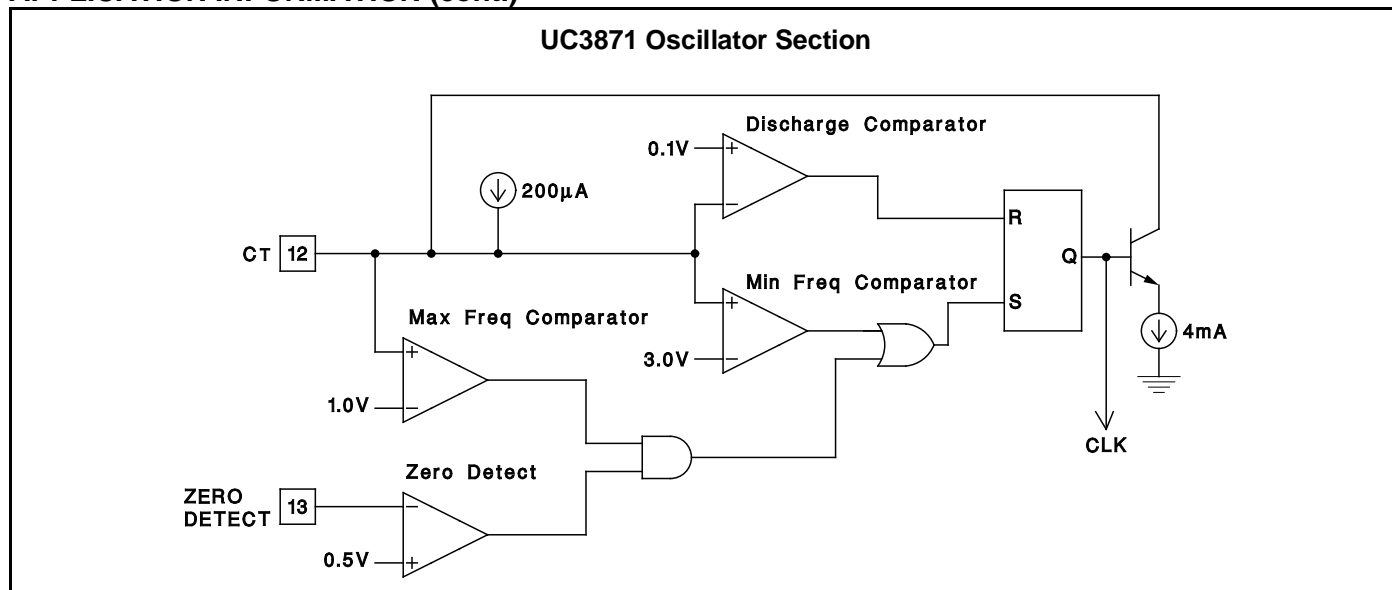 UC3871 Oscillator Section
Discharge Comparator
0.1V
+
−
200µA
CT 12
R
Q
S
Min Freq Comparator
+
3.0V
−
4mA
Max Freq Comparator
+
1.0V
−
CLK
Zero Detect
ZERO
DETECT
13
−
0.5V
+